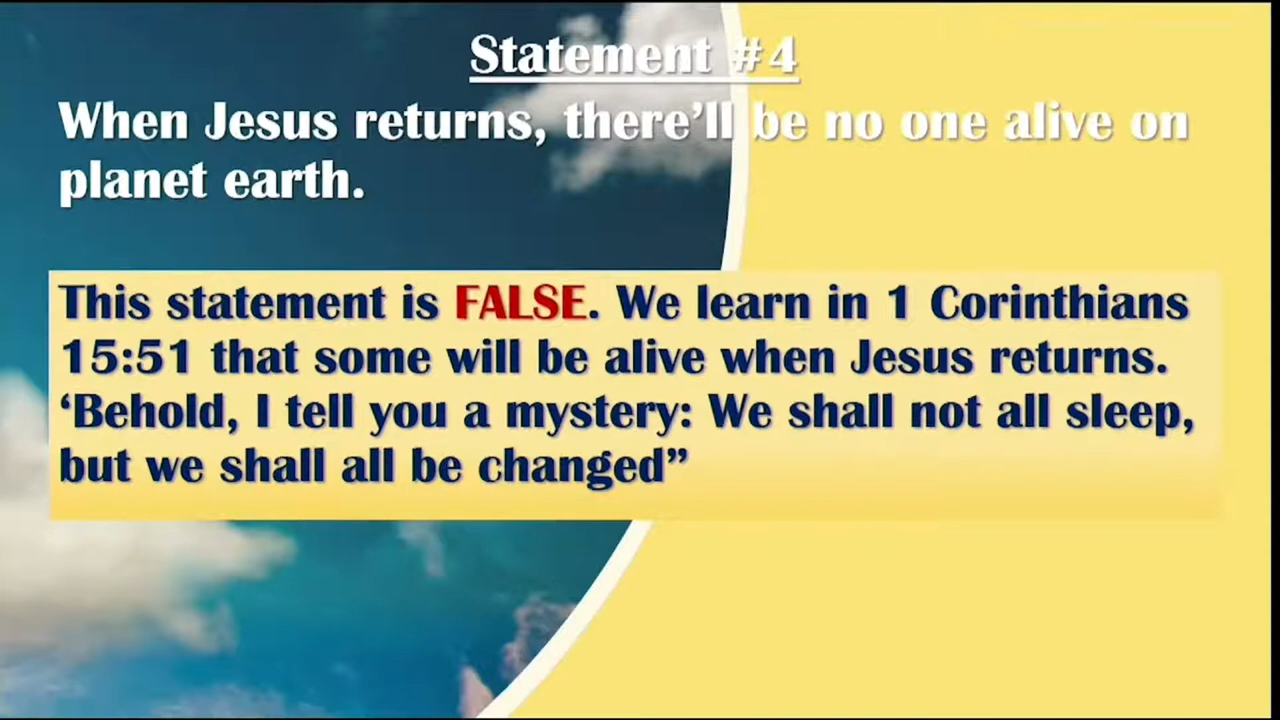 Statement #4
When Jesus returns, there’ll be no one alive on
planet earth.
This statement is FALSE. We learn in 1 Corinthians
15:51 that some will be alive when Jesus returns.
‘Behold, I tell you a mystery: We shall not all sleep,
but we shall all be changed”